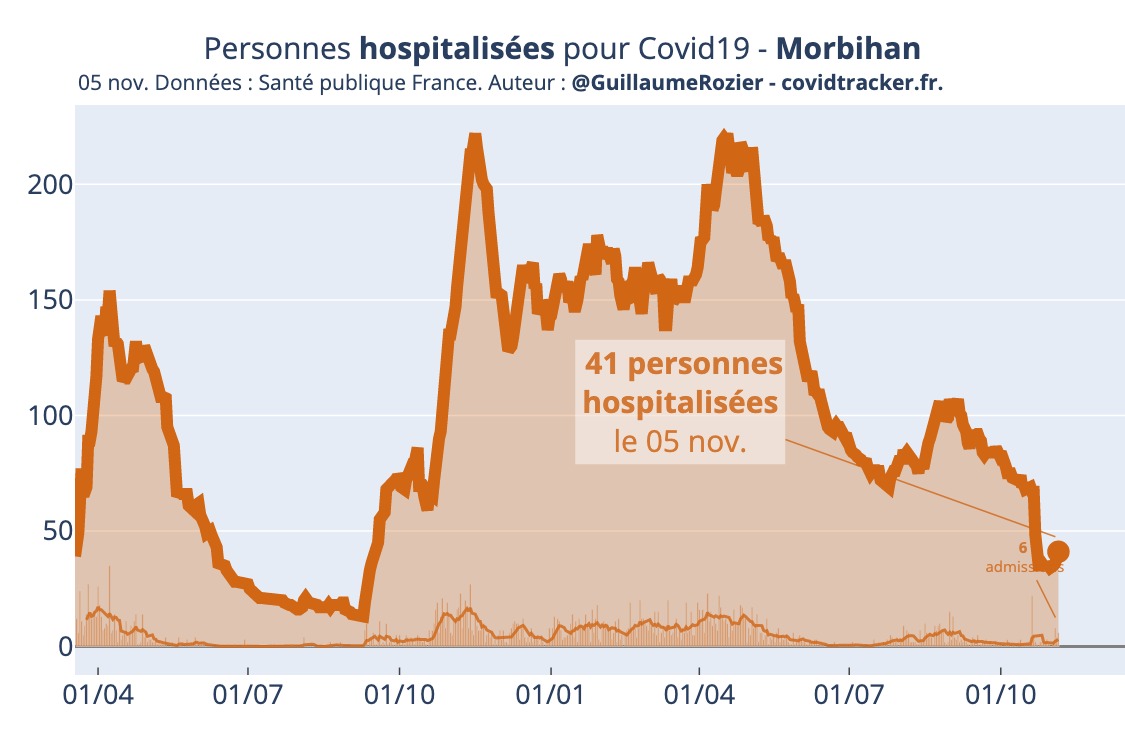 Personnes hospitalisées pour Covid19 - Morbihan
05 nov. Données : Santé publique France. Auteur : @GuillaumeRozier - covidtracker.fr.
200
150
100
50
0
41 personnes
hospitalisées
le 05 nov.
6
01/04 01/07 01/10 01/01 01/04 01/07 01/10